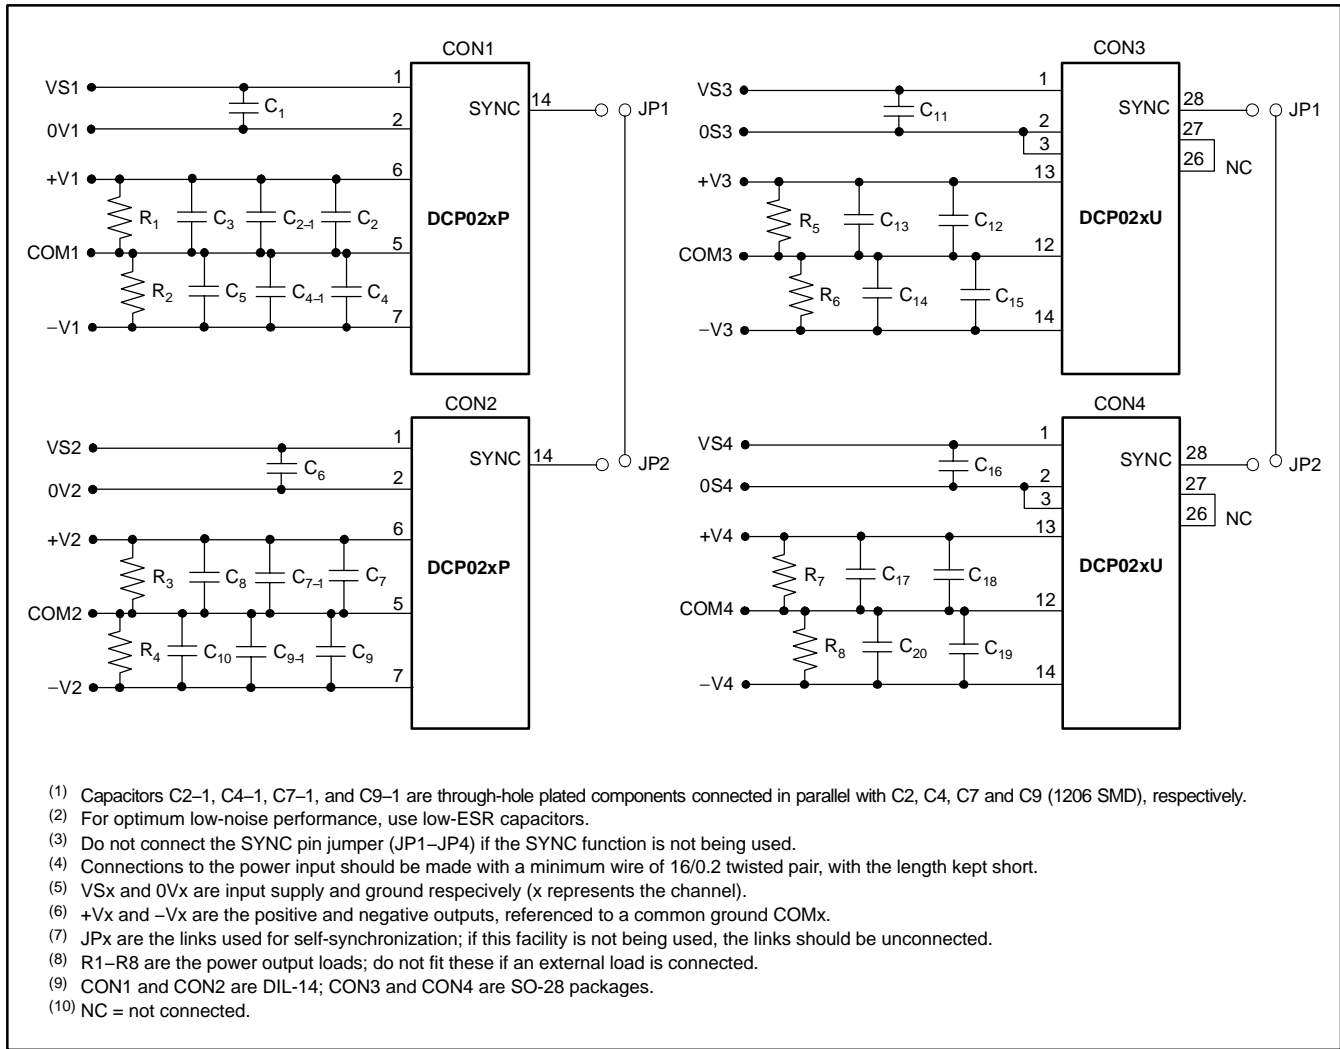 CON1
VS1
1
C1
SYNC
14
JP1
0V1
2
+V1
6
R1
C3
C2–1
C2
DCP02xP
COM1
5
R2
C5
C4–1
C4
−V1
7
CON2
VS2
1
C6
SYNC
14
JP2
0V2
2
+V2
6
R3
C8
C7–1
C7
DCP02xP
COM2
5
R4
C10
C9-1
C9
−V2
7
CON3
VS3
1
C11
SYNC
28
JP1
0S3
2
3
27
26
NC
+V3
13
R5
C13
C12
DCP02xU
COM3
12
R6
C14
C15
−V3
14
CON4
VS4
1
C16
SYNC
28
JP2
0S4
2
3
27
26
NC
+V4
13
R7
C17
C18
DCP02xU
COM4
12
R8
C20
C19
−V4
14
(1) Capacitors C2–1, C4–1, C7–1, and C9–1 are through-hole plated components connected in parallel with C2, C4, C7 and C9 (1206 SMD), respectively.
(2) For optimum low-noise performance, use low-ESR capacitors.
(3) Do not connect the SYNC pin jumper (JP1–JP4) if the SYNC function is not being used.
(4) Connections to the power input should be made with a minimum wire of 16/0.2 twisted pair, with the length kept short.
(5) VSx and 0Vx are input supply and ground respecively (x represents the channel).
(6) +Vx and −Vx are the positive and negative outputs, referenced to a common ground COMx.
(7) JPx are the links used for self-synchronization; if this facility is not being used, the links should be unconnected.
(8) R1–R8 are the power output loads; do not fit these if an external load is connected.
(9) CON1 and CON2 are DIL-14; CON3 and CON4 are SO-28 packages.
(10) NC = not connected.